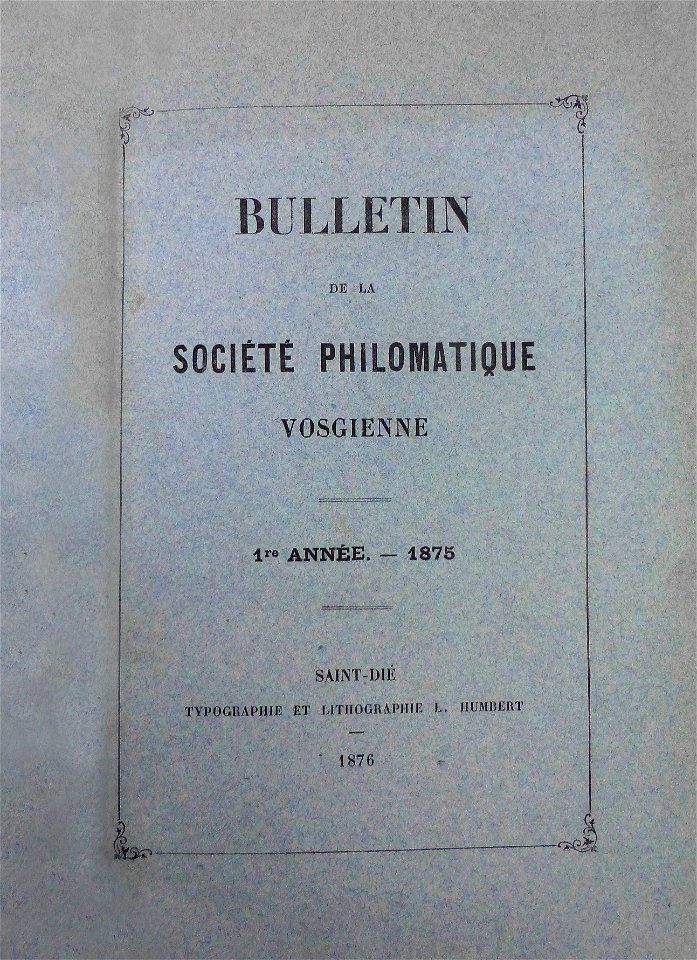 BULLETIN
DE LA
SOCIÉTÉ PHILOMATIQUE
VOSGIENNE
1re ANNÉE. — 1875
SAINT-DIÉ
TYPOGRAPHIE ET LITHOGRAPHIE L. HUMBERT
—
1876